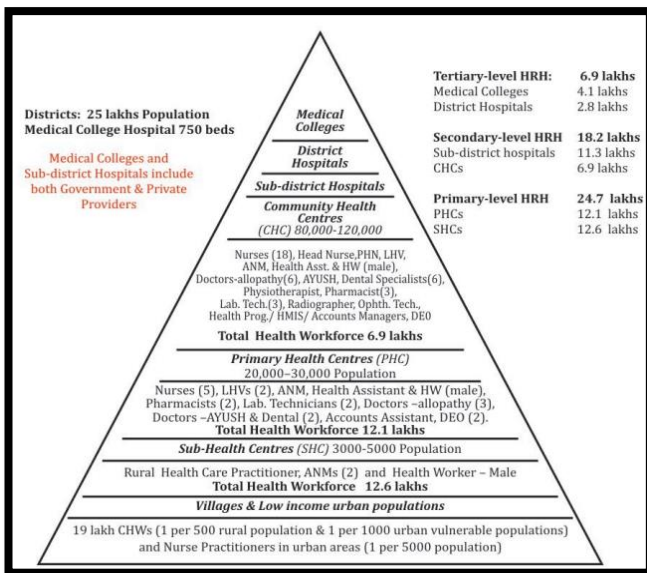 Districts: 25 lakhs Population
Medical College Hospital 750 beds
Medical Colleges and
Sub-district Hospitals include
both Government & Private
Providers
Tertiary-level HRH: 6.9 lakhs
Medical Colleges 4.1 lakhs
District Hospitals 2.8 lakhs
Secondary-level HRH 18.2 lakhs
Sub-district hospitals 11.3 lakhs
CHCs 6.9 lakhs
Primary-level HRH 24.7 lakhs
PHCs 12.1 lakhs
SHCs 12.6 lakhs
Medical
Colleges
District
Hospitals
Sub-district Hospitals
Community Health
Centres
(CHC) 80,000-120,000
Nurses (18), Head Nurse,PHN, LHV,
ANM, Health Asst. & HW (male),
Doctors-allopathy(6), AYUSH, Dental Specialists(6),
Physiotherapist, Pharmacist(3),
Lab. Tech.(3), Radiographer, Ophth. Tech.,
Health Prog./ HMIS/ Accounts Managers, DEO
Total Health Workforce 6.9 lakhs
Primary Health Centres (PHC)
20,000–30,000 Population
Nurses (5), LHVs (2), ANM, Health Assistant & HW (male),
Pharmacists (2), Lab. Technicians (2), Doctors –allopathy (3),
Doctors –AYUSH & Dental (2), Accounts Assistant, DEO (2).
Total Health Workforce 12.1 lakhs
Sub-Health Centres (SHC) 3000-5000 Population
Rural Health Care Practitioner, ANMs (2) and Health Worker – Male
Total Health Workforce 12.6 lakhs
Villages & Low income urban populations
19 lakh CHWs (1 per 500 rural population & 1 per 1000 urban vulnerable populations)
and Nurse Practitioners in urban areas (1 per 5000 population)